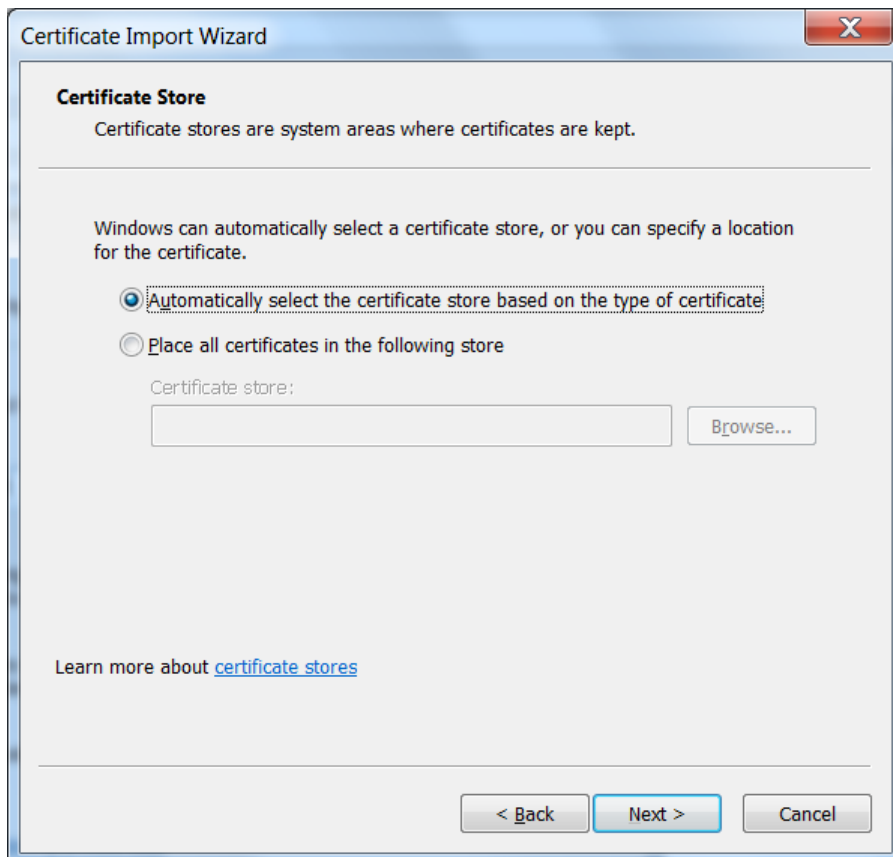 Certificate Import Wizard
Certificate Store
Certificate stores are system areas where certificates are kept.
Windows can automatically select a certificate store, or you can specify a location
for the certificate.
Automatically select the certificate store based on the type of certificate
Place all certificates in the following store
Certificate store:
Browse...
Learn more about certificate stores
< Back
Next >
Cancel